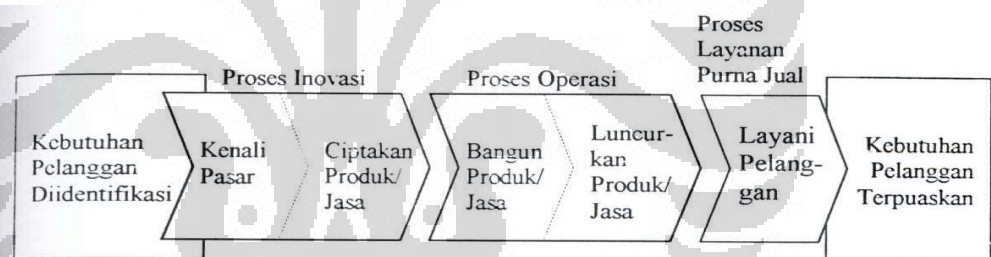 Proses
Layanan
Purna Jual
Proses Inovasi
Proses Operasi
Kebutuhan
Pelanggan
Diidentifikasi
Kenali
Pasar
Ciptakan
Produk/
Jasa
Bangun
Produk/
Jasa
Luncur-
kan
Produk/
Jasa
Layani
Pelang-
gan
Kebutuhan
Pelanggan
Terpuaskan